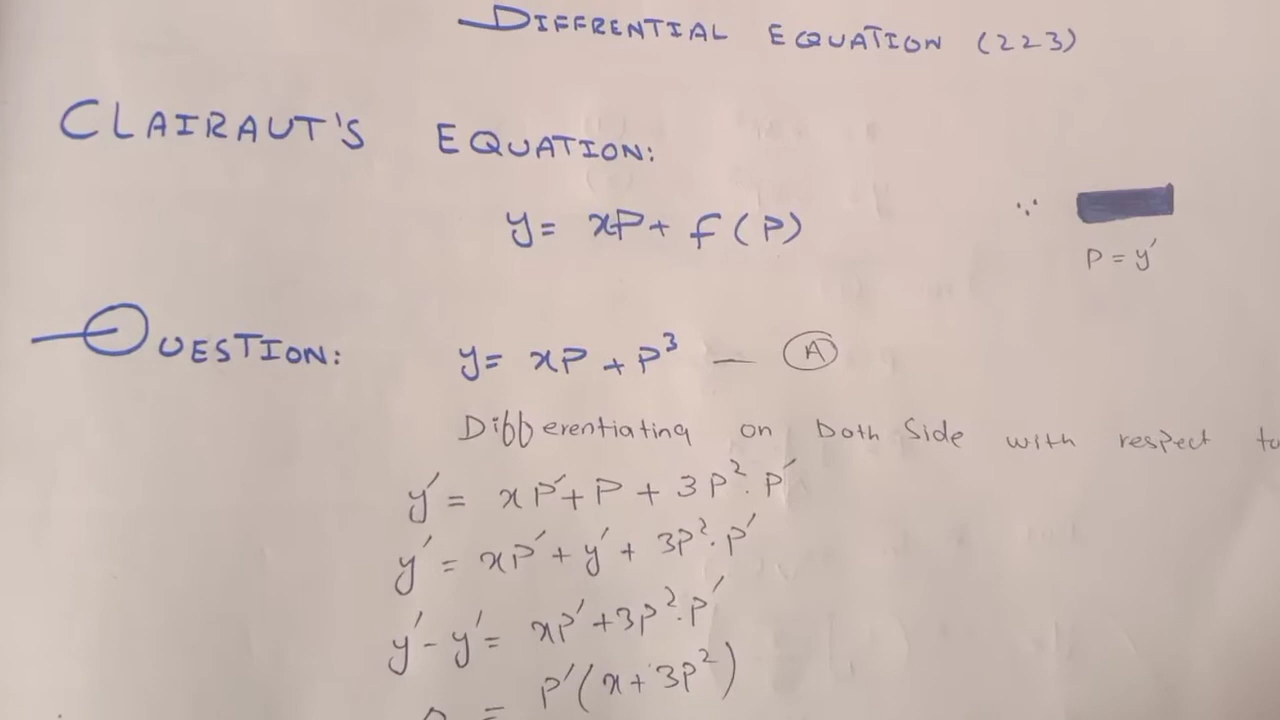 DIFFRENTIAL EQUATION (223)
CLAIRAUT'S EQUATION:
y = xP + f(P) ∵
P = y'
QUESTION: y = xP + P³ — Ⓐ
Differentiating on both Side with respect to
y' = xP' + P + 3P².P'
y' = xP' + y' + 3P².P'
y' - y' = xP' + 3P².P'
= P'(x + 3P²)